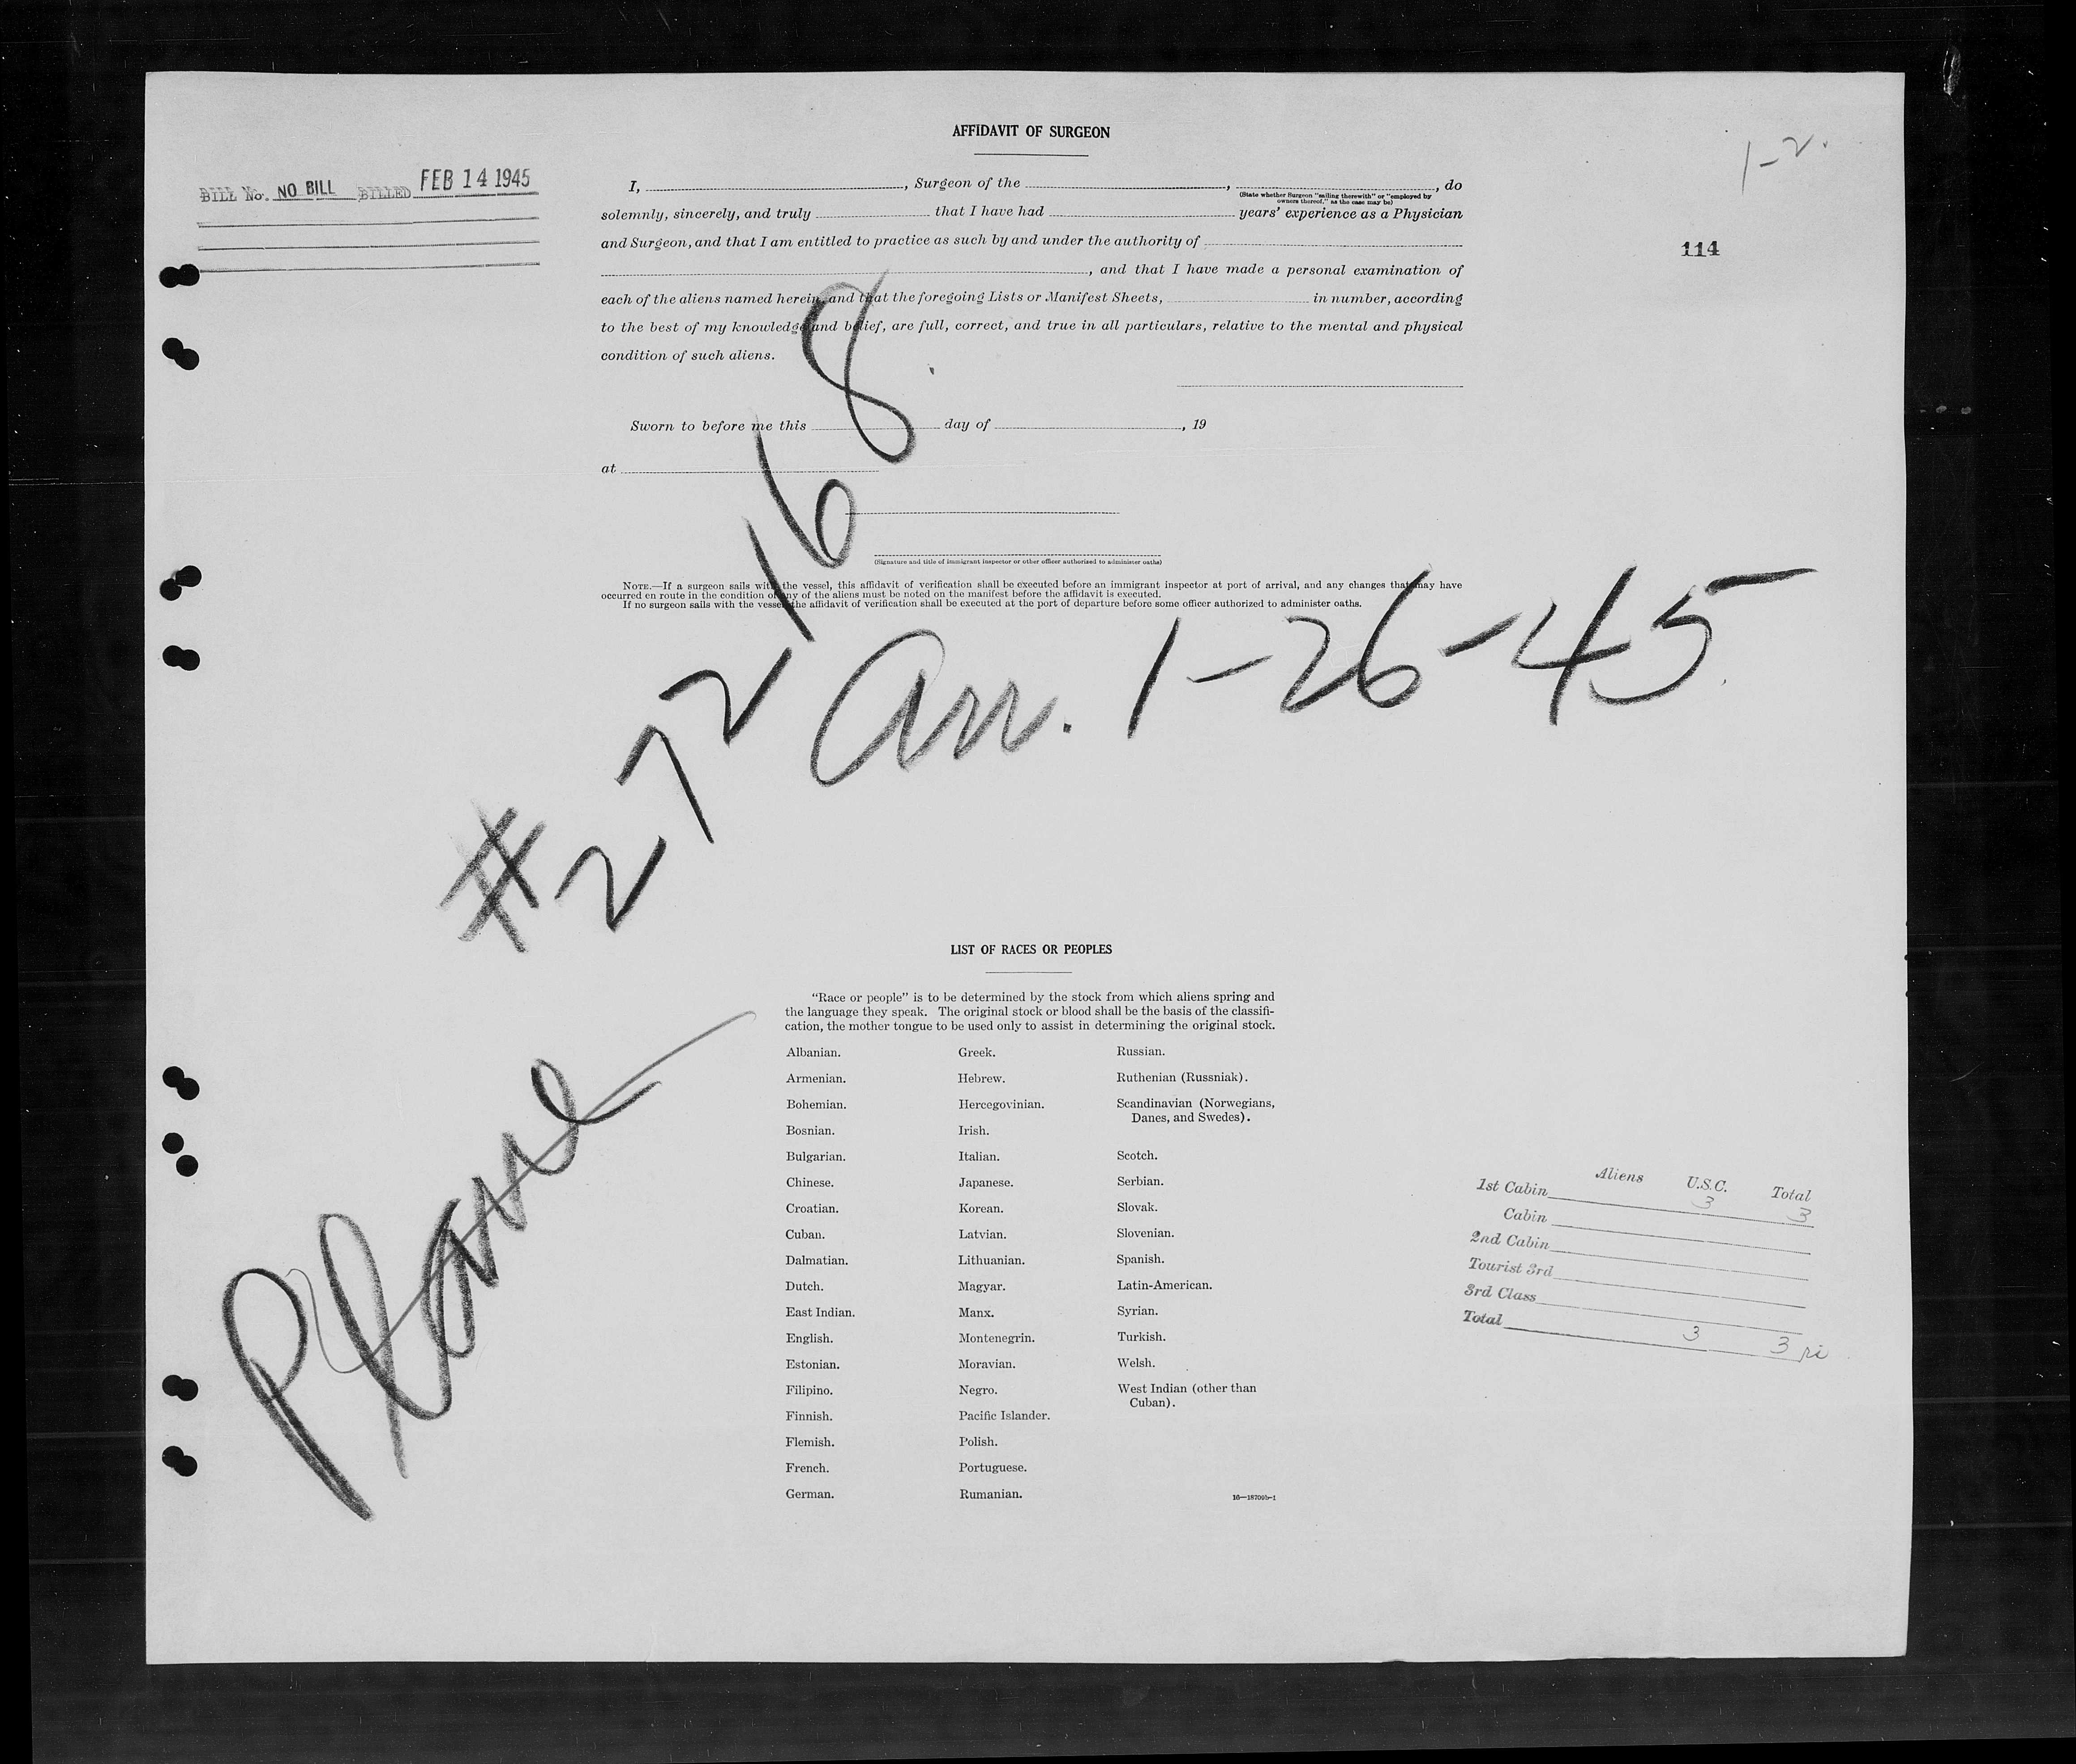 AFFIDAVIT OF SURGEON
1-2.
BILL No. NO BILL BILLED FEB 14 1945
114
I, , Surgeon of the , , do
(State whether Surgeon "sailing therewith" or "employed by
owners thereof," as the case may be)
solemnly, sincerely, and truly that I have had years' experience as a Physician
and Surgeon, and that I am entitled to practice as such by and under the authority of
, and that I have made a personal examination of
each of the aliens named herein, and that the foregoing Lists or Manifest Sheets, in number, according
to the best of my knowledge and belief, are full, correct, and true in all particulars, relative to the mental and physical
condition of such aliens.
Sworn to before me this day of , 19
at
(Signature and title of immigrant inspector or other officer authorized to administer oaths)
NOTE.—If a surgeon sails with the vessel, this affidavit of verification shall be executed before an immigrant inspector at port of arrival, and any changes that may have
occurred en route in the condition of any of the aliens must be noted on the manifest before the affidavit is executed.
If no surgeon sails with the vessel, the affidavit of verification shall be executed at the port of departure before some officer authorized to administer oaths.
Plane # 272168
Arr. 1-26-45
LIST OF RACES OR PEOPLES
"Race or people" is to be determined by the stock from which aliens spring and
the language they speak. The original stock or blood shall be the basis of the classifi-
cation, the mother tongue to be used only to assist in determining the original stock.
Albanian.
Armenian.
Bohemian.
Bosnian.
Bulgarian.
Chinese.
Croatian.
Cuban.
Dalmatian.
Dutch.
East Indian.
English.
Estonian.
Filipino.
Finnish.
Flemish.
French.
German.
Greek.
Hebrew.
Hercegovinian.
Irish.
Italian.
Japanese.
Korean.
Latvian.
Lithuanian.
Magyar.
Manx.
Montenegrin.
Moravian.
Negro.
Pacific Islander.
Polish.
Portuguese.
Rumanian.
Russian.
Ruthenian (Russniak).
Scandinavian (Norwegians,
Danes, and Swedes).
Scotch.
Serbian.
Slovak.
Slovenian.
Spanish.
Latin-American.
Syrian.
Turkish.
Welsh.
West Indian (other than
Cuban).
Aliens U.S.C. Total
1st Cabin 3 3
Cabin
2nd Cabin
Tourist 3rd
3rd Class
Total 3 3